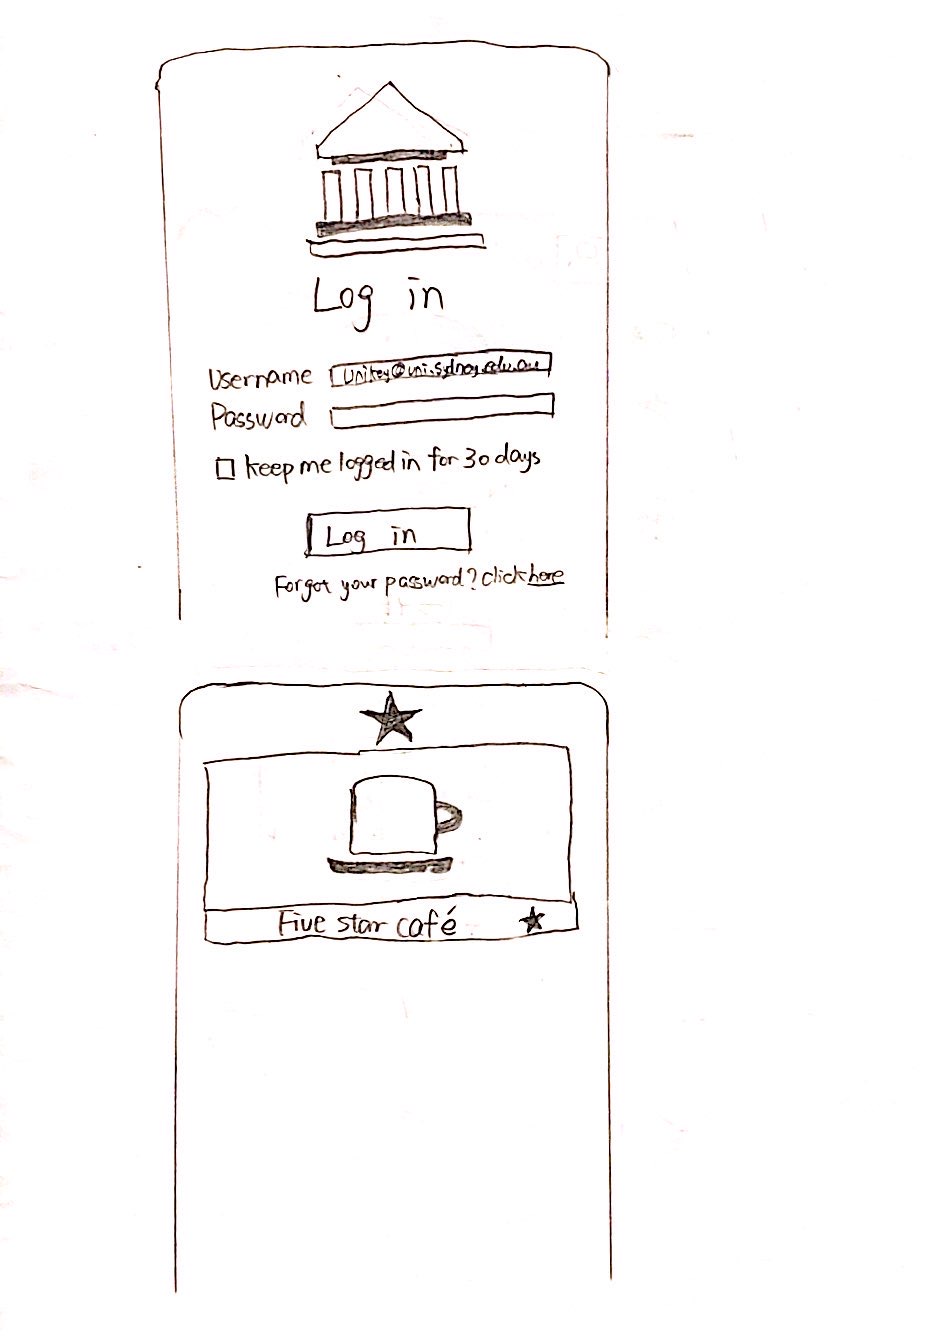 Log in
Username unikey@uni.sydney.edu.au
Password
keep me logged in for 30 days
Log in
Forgot your password? click here
Five star café